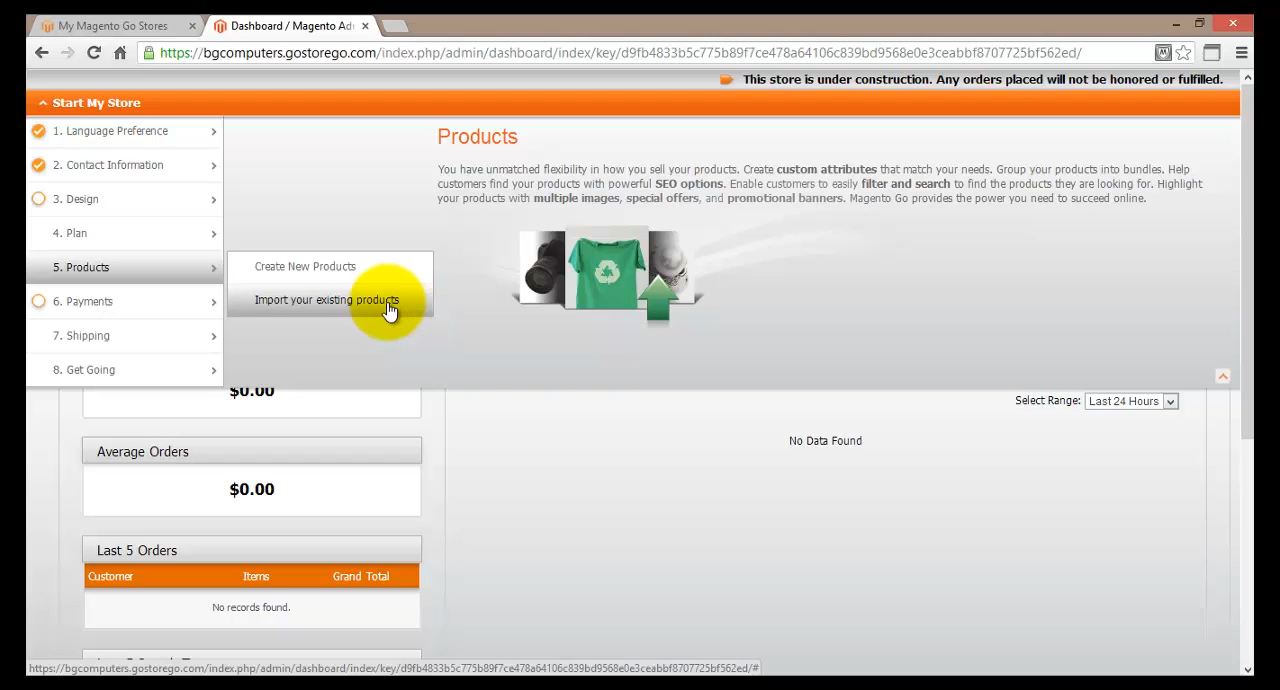 My Magento Go Stores
Dashboard / Magento Ad
https://bgcomputers.gostorego.com/index.php/admin/dashboard/index/key/d9fb4833b5c775b89f7ce478a64106c839bd9568e0e3ceabbf8707725bf562ed/
This store is under construction. Any orders placed will not be honored or fulfilled.
Start My Store
1. Language Preference
2. Contact Information
3. Design
4. Plan
5. Products
6. Payments
7. Shipping
8. Get Going
Create New Products
Import your existing products
Products
You have unmatched flexibility in how you sell your products. Create custom attributes that match your needs. Group your products into bundles. Help
customers find your products with powerful SEO options. Enable customers to easily filter and search to find the products they are looking for. Highlight
your products with multiple images, special offers, and promotional banners. Magento Go provides the power you need to succeed online.
$0.00
Select Range: Last 24 Hours
No Data Found
Average Orders
$0.00
Last 5 Orders
Customer Items Grand Total
No records found.
https://bgcomputers.gostorego.com/index.php/admin/dashboard/index/key/d9fb4833b5c775b89f7ce478a64106c839bd9568e0e3ceabbf8707725bf562ed/#